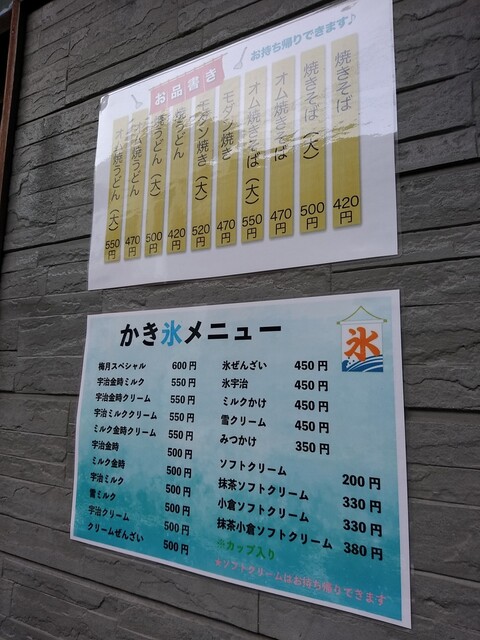 お持ち帰りできます♪
お品書き
焼きそば 420円
焼きそば（大） 500円
オム焼きそば 470円
オム焼きそば（大） 550円
モダン焼き 470円
モダン焼き（大） 520円
焼うどん 420円
焼うどん（大） 500円
オム焼うどん 470円
オム焼うどん（大） 550円
かき氷メニュー
氷
梅月スペシャル 600円
宇治金時ミルク 550円
宇治金時クリーム 550円
宇治ミルククリーム 550円
ミルク金時クリーム 550円
宇治金時 500円
ミルク金時 500円
宇治ミルク 500円
雪ミルク 500円
宇治クリーム 500円
クリームぜんざい 500円
氷ぜんざい 450円
氷宇治 450円
ミルクかけ 450円
雪クリーム 450円
みつかけ 350円
ソフトクリーム 200円
抹茶ソフトクリーム 330円
小倉ソフトクリーム 330円
抹茶小倉ソフトクリーム 380円
※カップ入り
★ソフトクリームはお持ち帰りできます